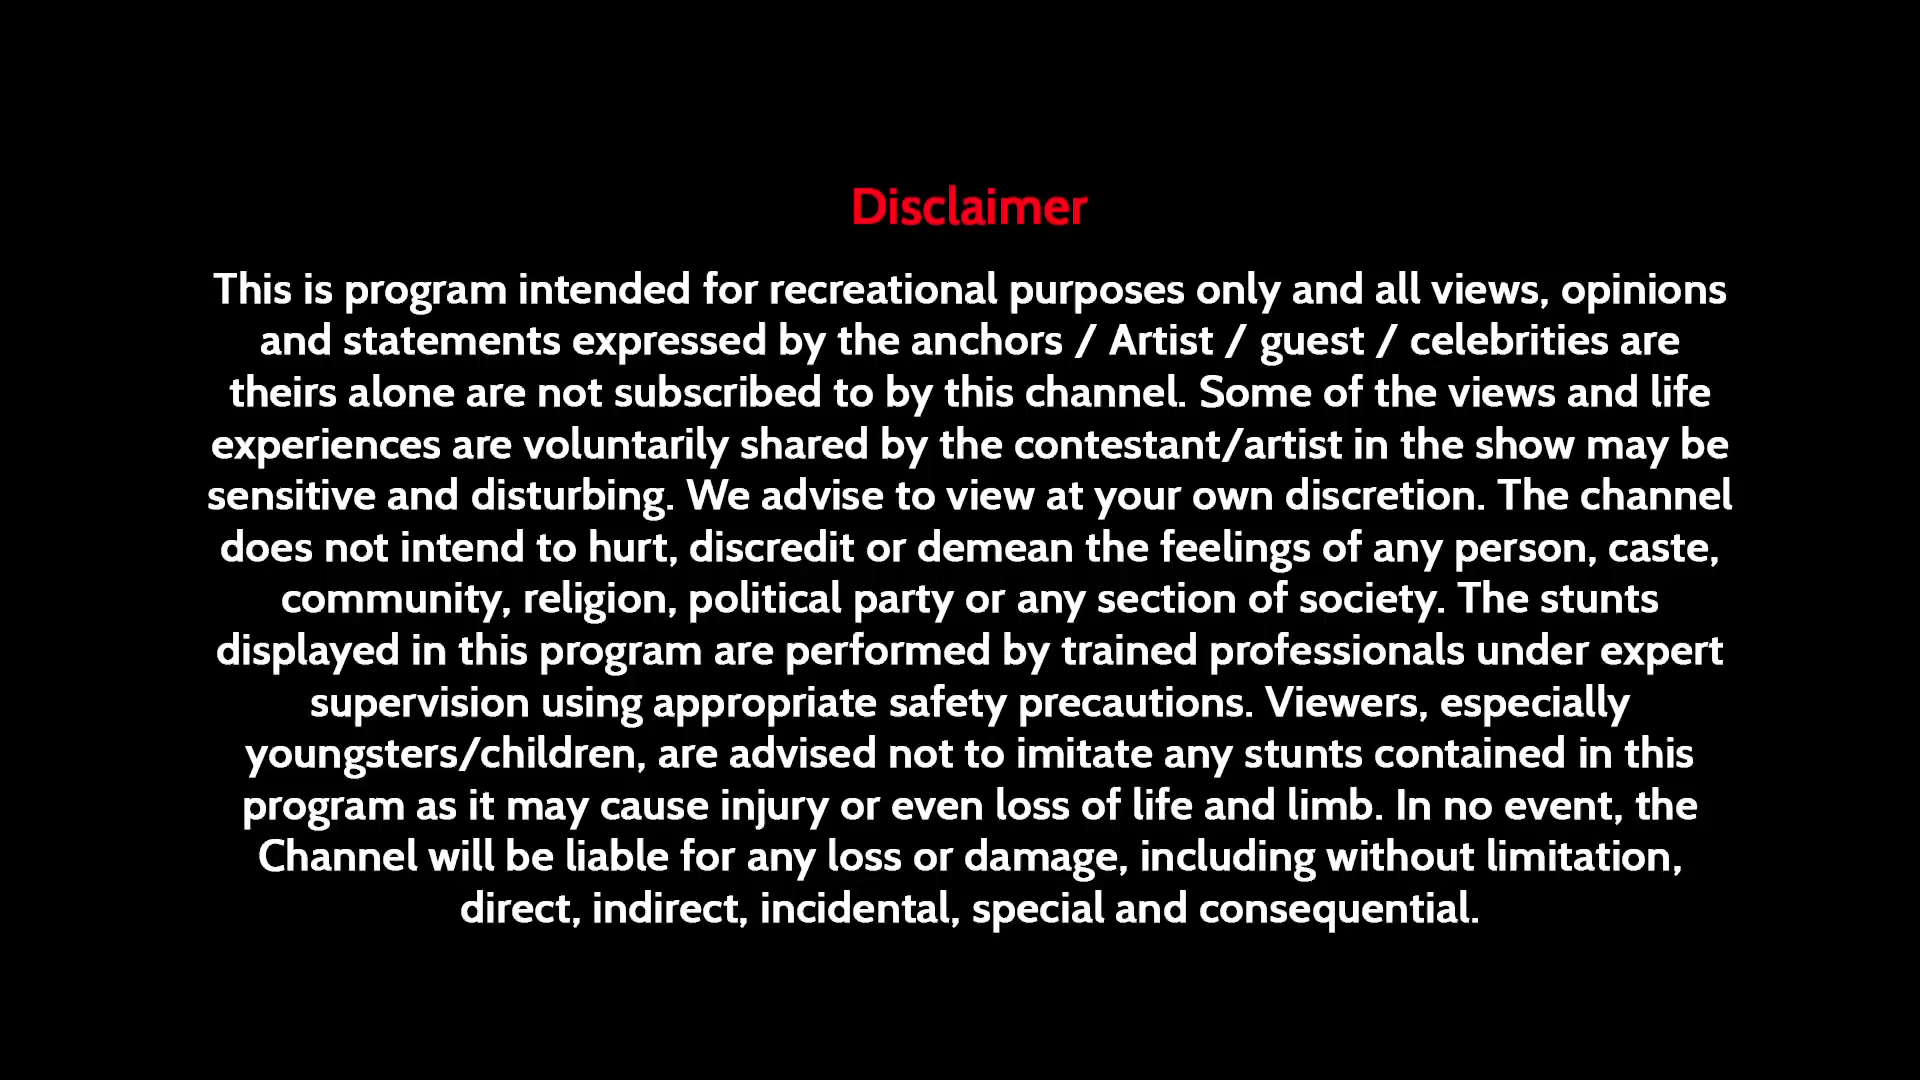 Disclaimer
This is program intended for recreational purposes only and all views, opinions
and statements expressed by the anchors / Artist / guest / celebrities are
theirs alone are not subscribed to by this channel. Some of the views and life
experiences are voluntarily shared by the contestant/artist in the show may be
sensitive and disturbing. We advise to view at your own discretion. The channel
does not intend to hurt, discredit or demean the feelings of any person, caste,
community, religion, political party or any section of society. The stunts
displayed in this program are performed by trained professionals under expert
supervision using appropriate safety precautions. Viewers, especially
youngsters/children, are advised not to imitate any stunts contained in this
program as it may cause injury or even loss of life and limb. In no event, the
Channel will be liable for any loss or damage, including without limitation,
direct, indirect, incidental, special and consequential.